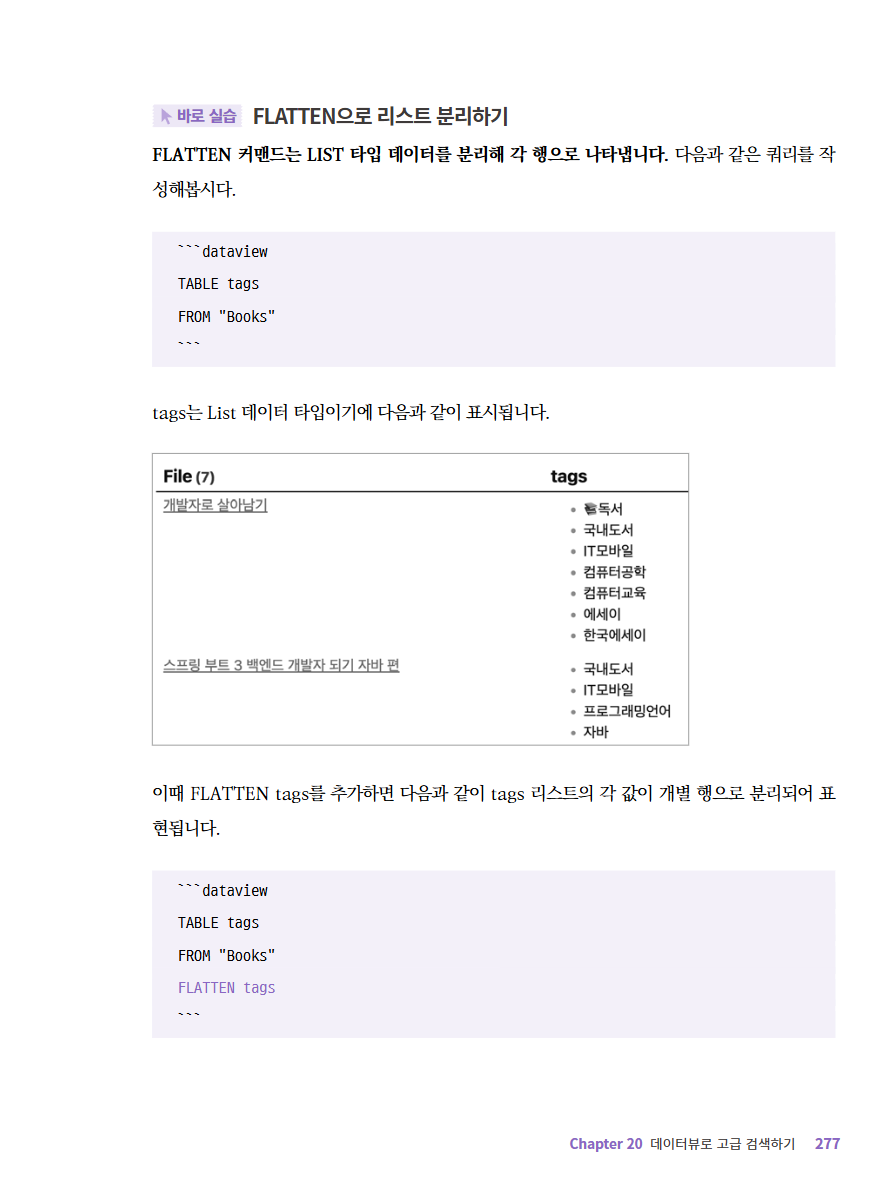 바로 실습 FLATTEN으로 리스트 분리하기
FLATTEN 커맨드는 LIST 타입 데이터를 분리해 각 행으로 나타냅니다. 다음과 같은 쿼리를 작
성해봅시다.
```dataview
TABLE tags
FROM "Books"
```
tags는 List 데이터 타입이기에 다음과 같이 표시됩니다.
File (7) tags
개발자로 살아남기
독서
국내도서
IT모바일
컴퓨터공학
컴퓨터교육
에세이
한국에세이
스프링 부트 3 백엔드 개발자 되기 자바 편
국내도서
IT모바일
프로그래밍언어
자바
이때 FLATTEN tags를 추가하면 다음과 같이 tags 리스트의 각 값이 개별 행으로 분리되어 표
현됩니다.
```dataview
TABLE tags
FROM "Books"
FLATTEN tags
```
Chapter 20 데이터뷰로 고급 검색하기 277